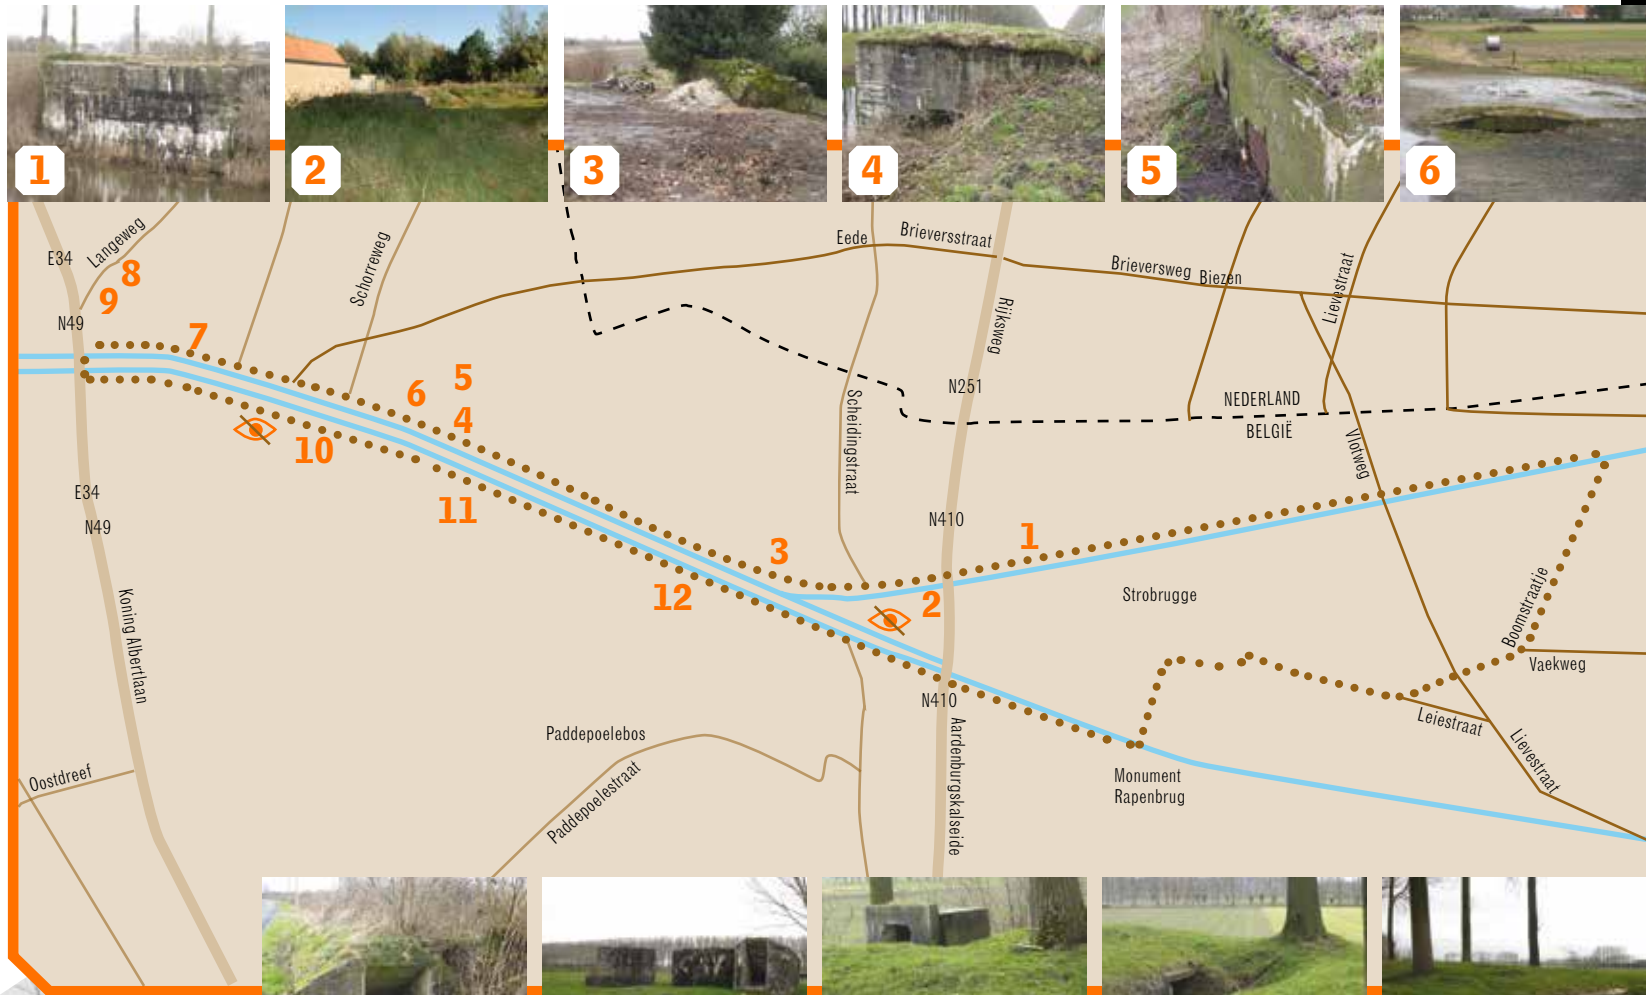 1
2
3
4
5
6
E34
Langeweg
8
9
N49
7
Schorreweg
Eede
Brieversstraat
Rijksweg
Brieversweg
Biezen
Lievestraat
6
5
4
10
11
Scheidingstraat
N251
NEDERLAND
BELGIË
Vlotweg
E34
N49
N410
3
1
12
2
Strobrugge
Boomstraatje
Vaekweg
Koning Albertlaan
N410
Aardenburgskalseide
Leiestraat
Lievestraat
Paddepoelebos
Paddepoelestraat
Oostdreef
Monument
Rapenbrug